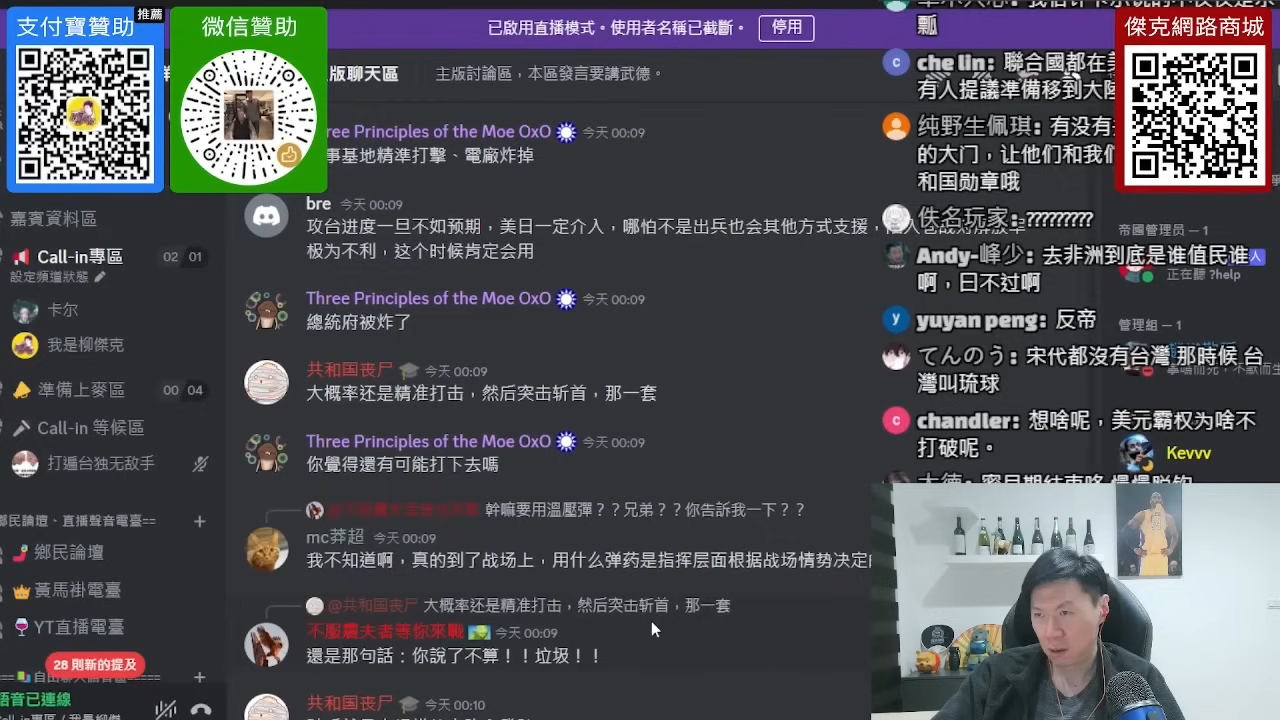 支付寶贊助
推薦
微信贊助
已啟用直播模式。使用者名稱已截斷。
停用
傑克網路商城
版聊天區
主版討論區，本區發言要講武德。
瓢
che lin: 聯合國都在
有人提議準備移到大陸
纯野生佩琪: 有没有
的大门，让他们和我们
和国勋章哦
佚名玩家: ?????????
Andy-峰少: 去非洲到底是谁值民谁
啊，日不过啊
yuyan peng: 反帝
てんのう: 宋代都沒有台灣 那時候 台
灣叫琉球
chandler: 想啥呢，美元霸权为啥不
打破呢。
嘉賓資料區
Call-in專區
02 01
設定頻道狀態
卡尔
我是柳傑克
準備上麥區
00 04
Call-in 等候區
打遍台独无敌手
鄉民論壇、直播聲音電臺==
鄉民論壇
黃馬褂電臺
YT直播電臺
28 則新的提及
語音已連線
ree Principles of the Moe OxO 今天 00:09
事基地精準打擊、電廠炸掉
bre 今天 00:09
攻台进度一旦不如预期，美日一定介入，哪怕不是出兵也会其他方式支援，
极为不利，这个时候肯定会用
Three Principles of the Moe OxO 今天 00:09
總統府被炸了
共和国丧尸 今天 00:09
大概率还是精准打击，然后突击斩首，那一套
Three Principles of the Moe OxO 今天 00:09
你覺得還有可能打下去嗎
幹嘛要用溫壓彈？？兄弟？？你告訴我一下？？
mc莽超 今天 00:09
我不知道啊，真的到了战场上，用什么弹药是指挥层面根据战场情势决定
@共和国丧尸 大概率还是精准打击，然后突击斩首，那一套
不服農夫者等你來戰 今天 00:09
還是那句話：你說了不算！！垃圾！！
共和国丧尸 今天 00:10
帝國管理员 — 1
正在聽 ?help
管理組 — 1
Kevvv